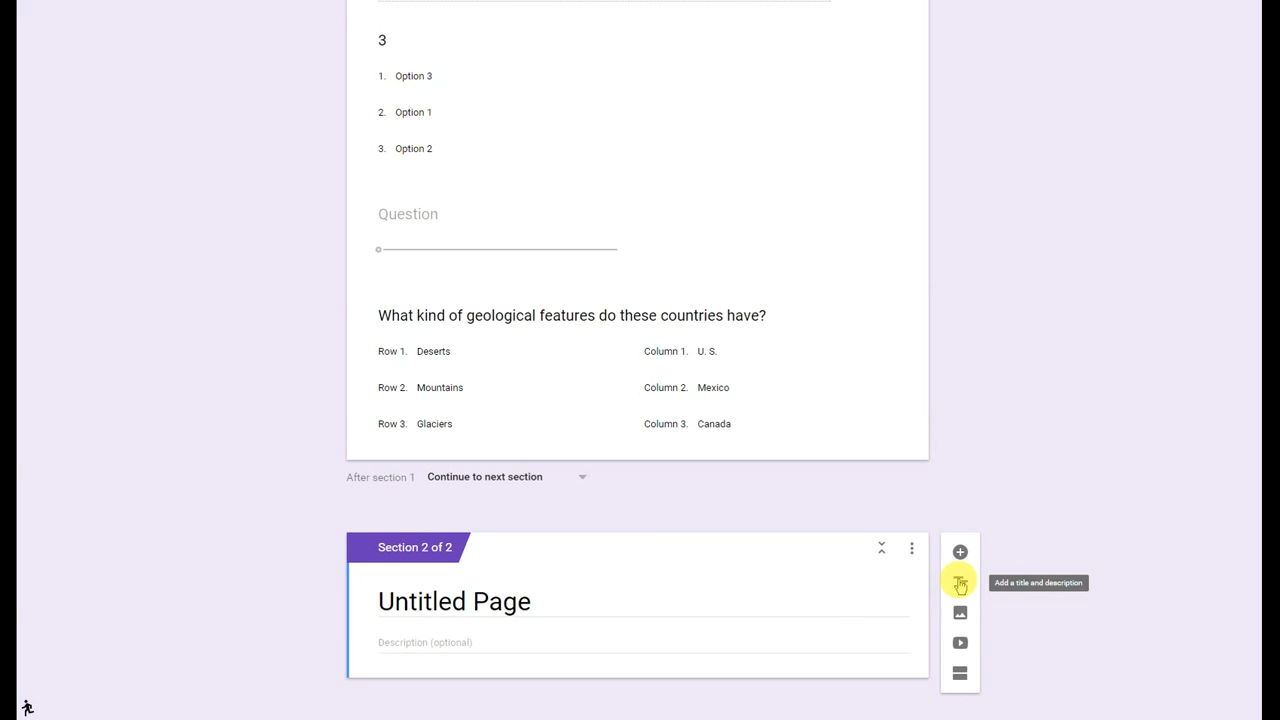 3
1. Option 3
2. Option 1
3. Option 2
Question
What kind of geological features do these countries have?
Row 1. Deserts Column 1. U. S.
Row 2. Mountains Column 2. Mexico
Row 3. Glaciers Column 3. Canada
After section 1 Continue to next section
Section 2 of 2
Add a title and description
Untitled Page
Description (optional)